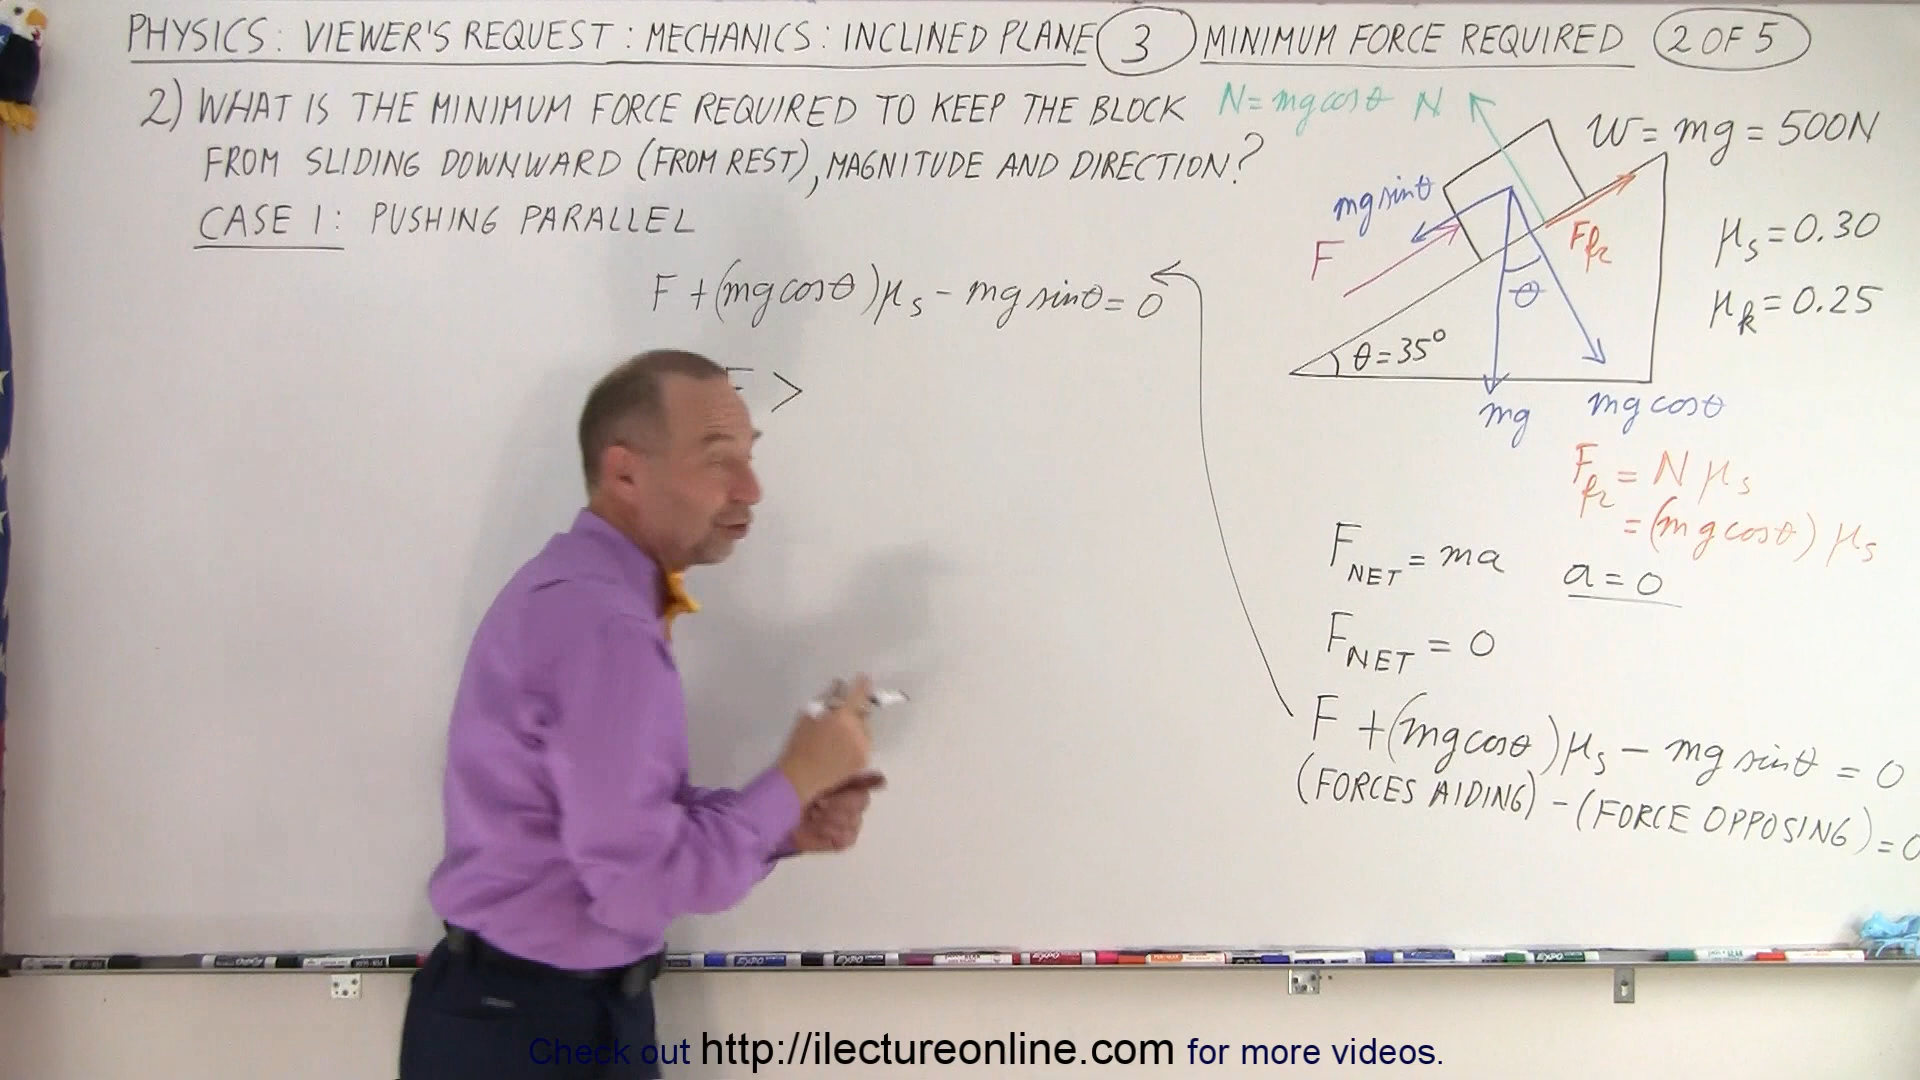 PHYSICS: VIEWER'S REQUEST: MECHANICS: INCLINED PLANE 3 MINIMUM FORCE REQUIRED 2 OF 5
2) WHAT IS THE MINIMUM FORCE REQUIRED TO KEEP THE BLOCK
FROM SLIDING DOWNWARD (FROM REST), MAGNITUDE AND DIRECTION?
CASE 1: PUSHING PARALLEL
F + (mg cosθ)μs - mg sinθ = 0
F >
N = mg cosθ N
W = mg = 500N
mg sinθ
F
Ffr
μs = 0.30
μk = 0.25
θ
θ = 35°
mg
mg cosθ
Ffr = N μs
= (mg cosθ) μs
FNET = ma a = 0
FNET = 0
F + (mg cosθ)μs - mg sinθ = 0
(FORCES AIDING) - (FORCE OPPOSING) = 0
Check out http://ilectureonline.com for more videos.